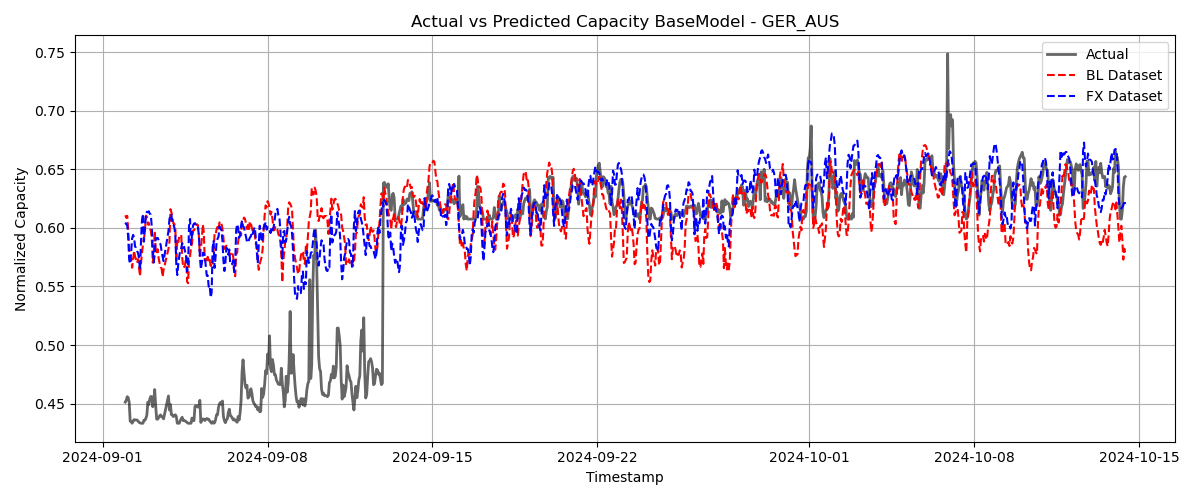 Actual vs Predicted Capacity BaseModel - GER_AUS
Actual
BL Dataset
FX Dataset
Normalized Capacity
0.75
0.70
0.65
0.60
0.55
0.50
0.45
2024-09-01 2024-09-08 2024-09-15 2024-09-22 2024-10-01 2024-10-08 2024-10-15
Timestamp